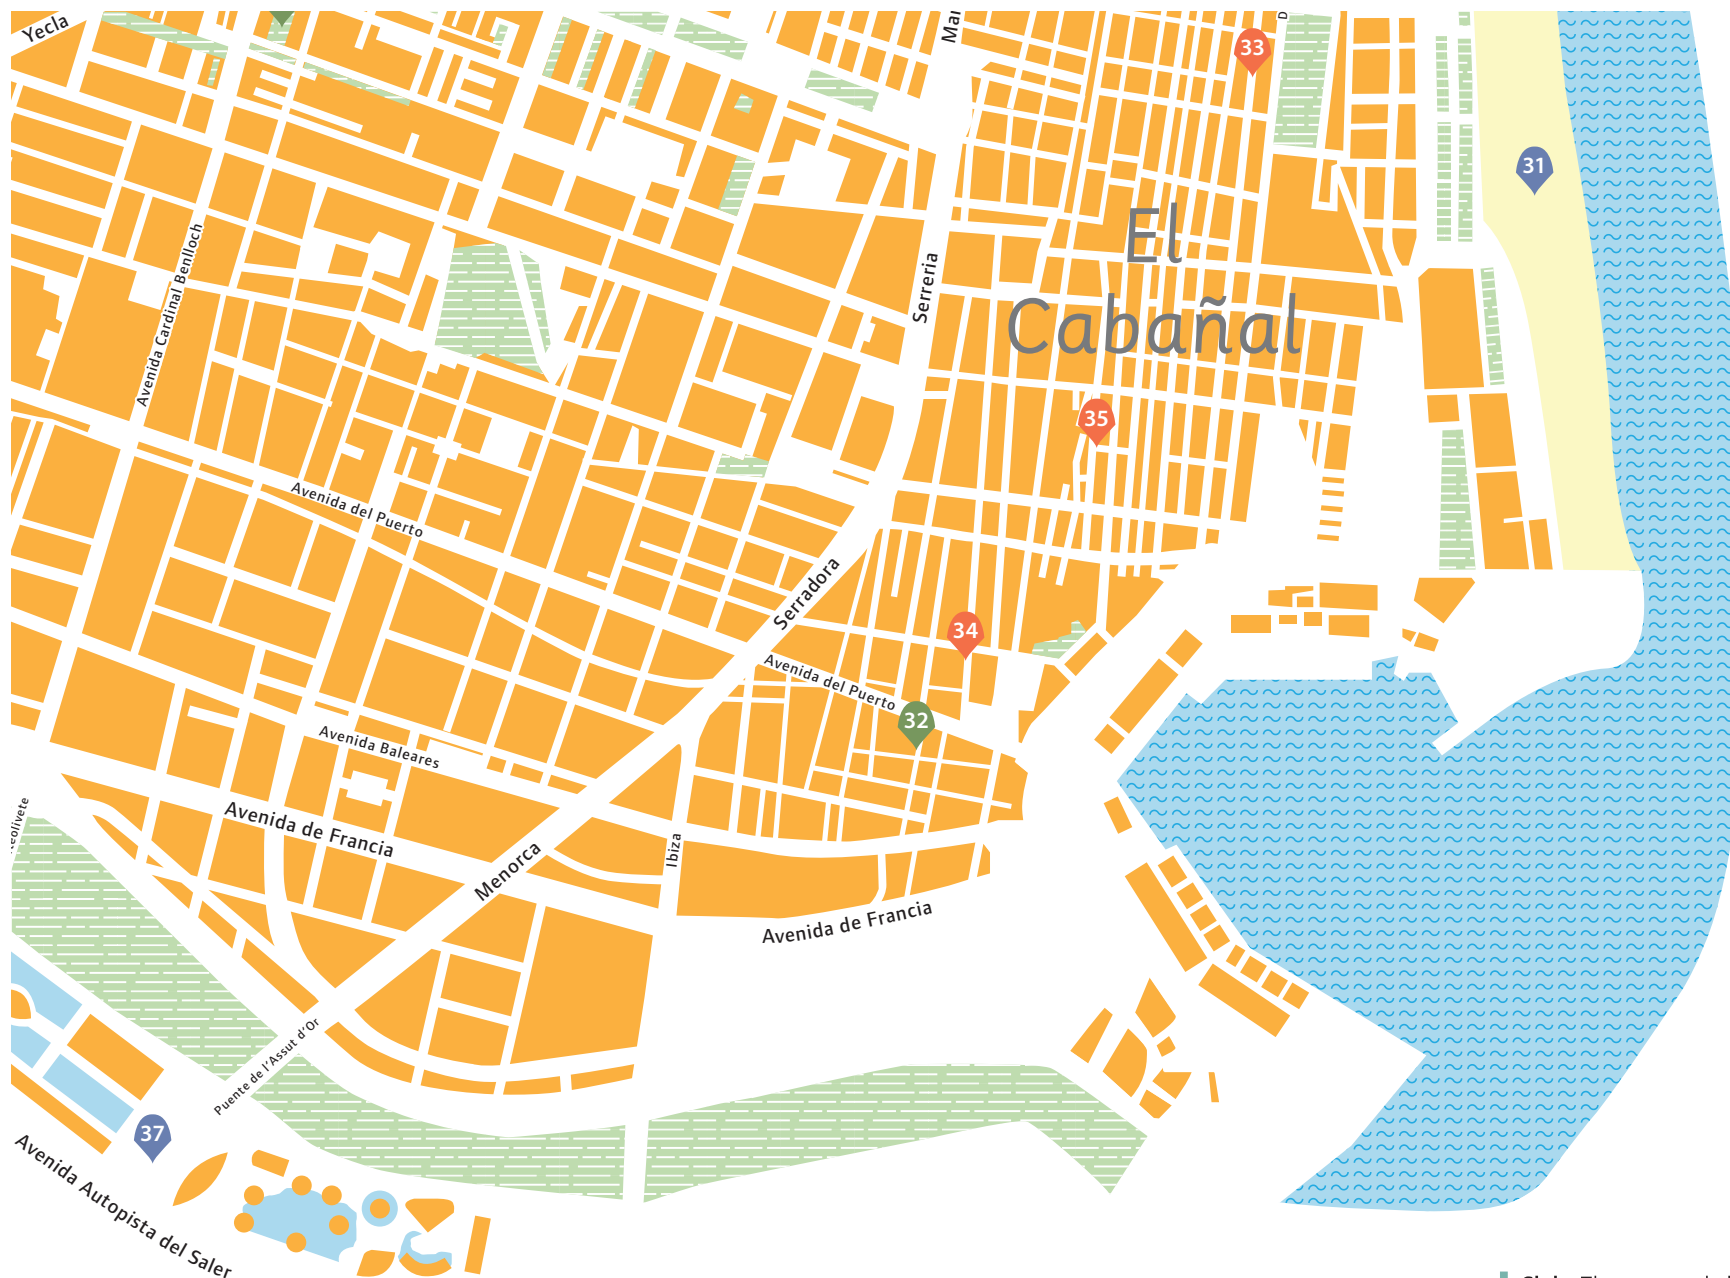 Yecla
33
31
Avenida Cardinal Benlloch
Serreria
El
Cabañal
35
Avenida del Puerto
Serradora
34
Avenida del Puerto
32
Avenida Baleares
Avenida de Francia
Ibiza
Menorca
Avenida de Francia
Puente de l'Assut d'Or
37
Avenida Autopista del Saler